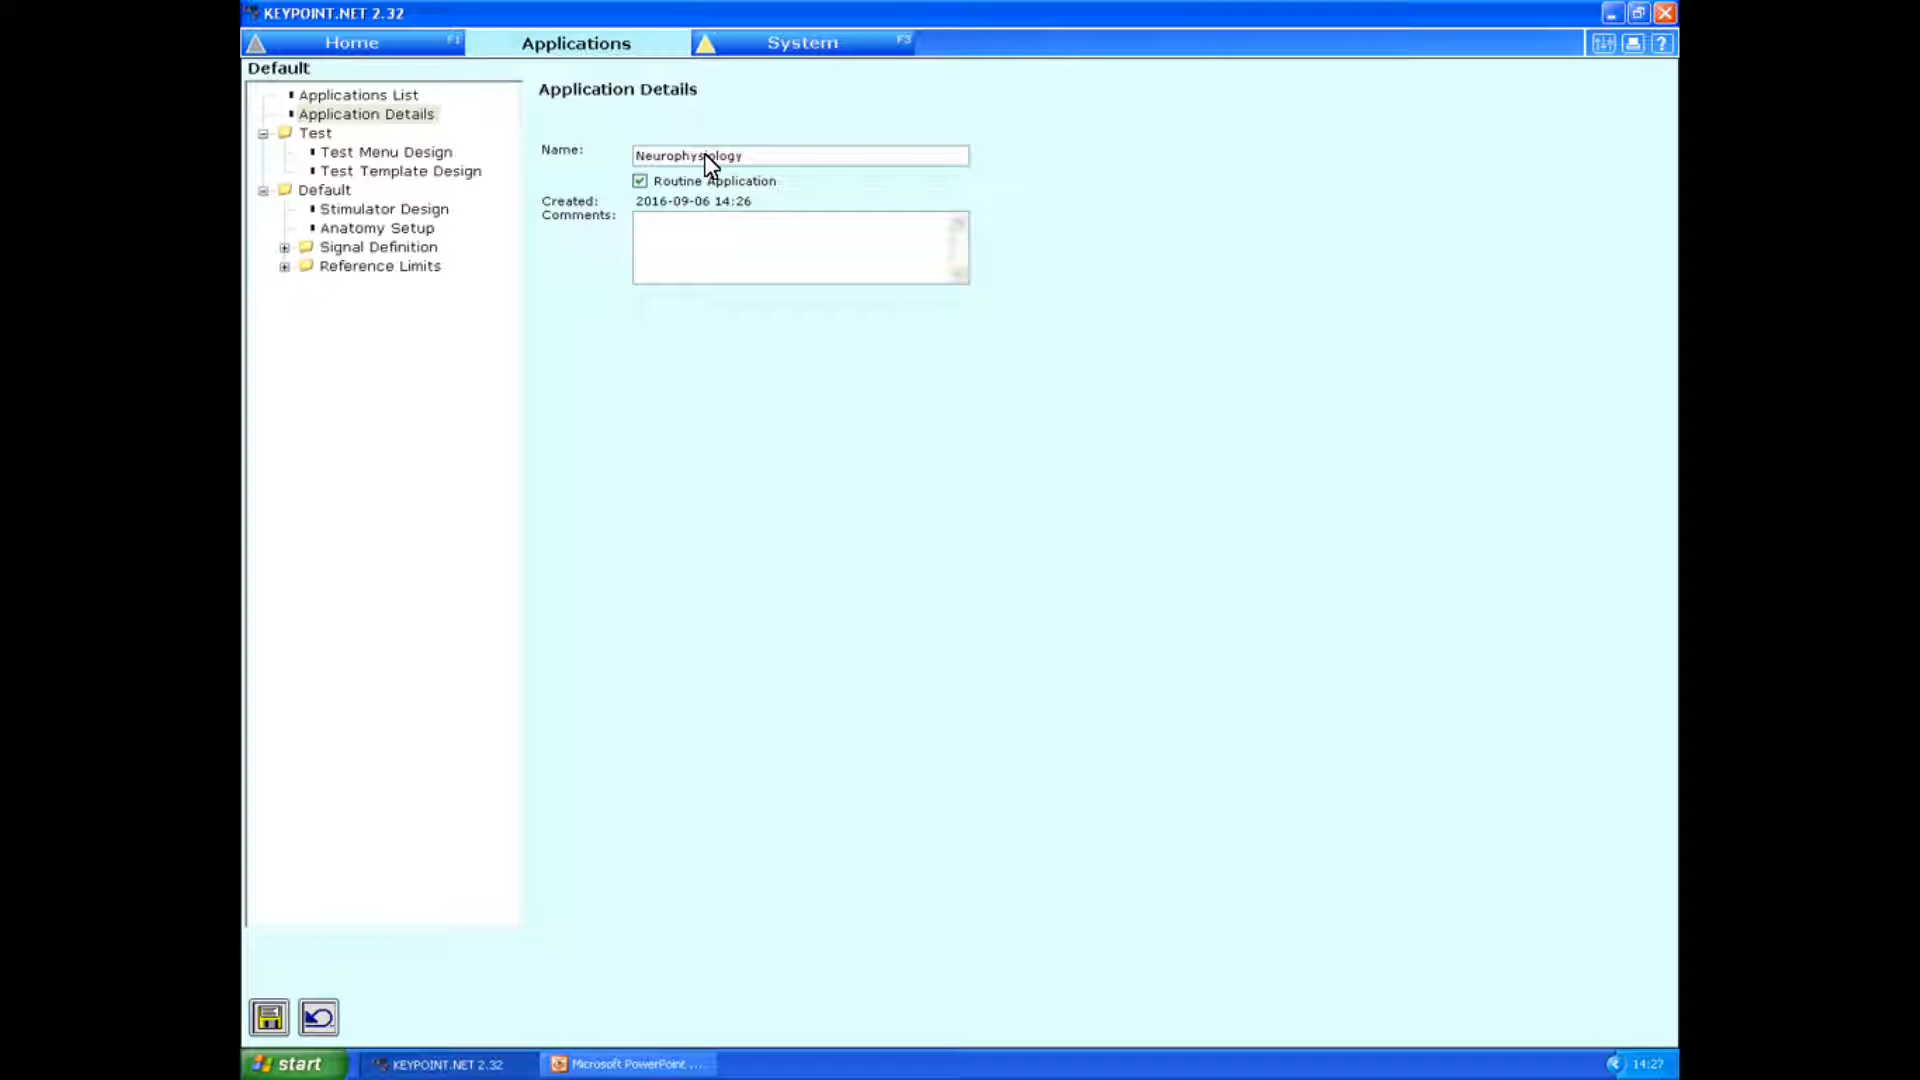 KEYPOINT.NET 2.32
Home F1 Applications System F3
Default
Applications List
Application Details
Test
Test Menu Design
Test Template Design
Default
Stimulator Design
Anatomy Setup
Signal Definition
Reference Limits
Application Details
Name: Neurophysiology
Routine Application
Created: 2016-09-06 14:26
Comments:
start KEYPOINT.NET 2.32 Microsoft PowerPoint ... 14:27